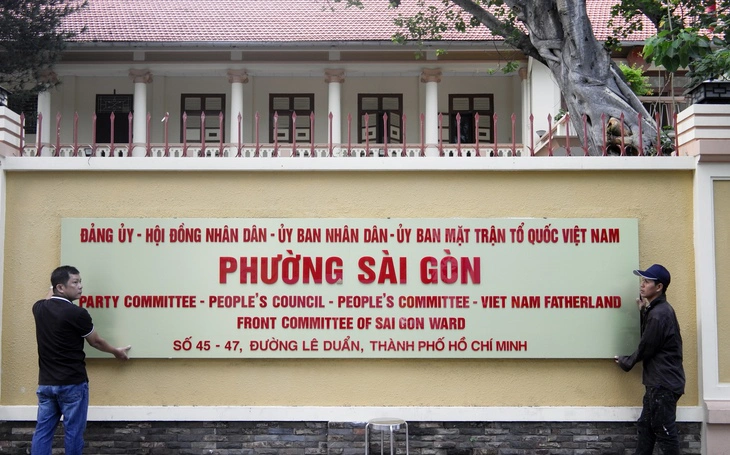 ĐẢNG ỦY - HỘI ĐỒNG NHÂN DÂN - ỦY BAN NHÂN DÂN - ỦY BAN MẶT TRẬN TỔ QUỐC VIỆT NAM
PHƯỜNG SÀI GÒN
PARTY COMMITTEE - PEOPLE'S COUNCIL - PEOPLE'S COMMITTEE - VIET NAM FATHERLAND
FRONT COMMITTEE OF SAI GON WARD
SỐ 45 - 47, ĐƯỜNG LÊ DUẨN, THÀNH PHỐ HỒ CHÍ MINH